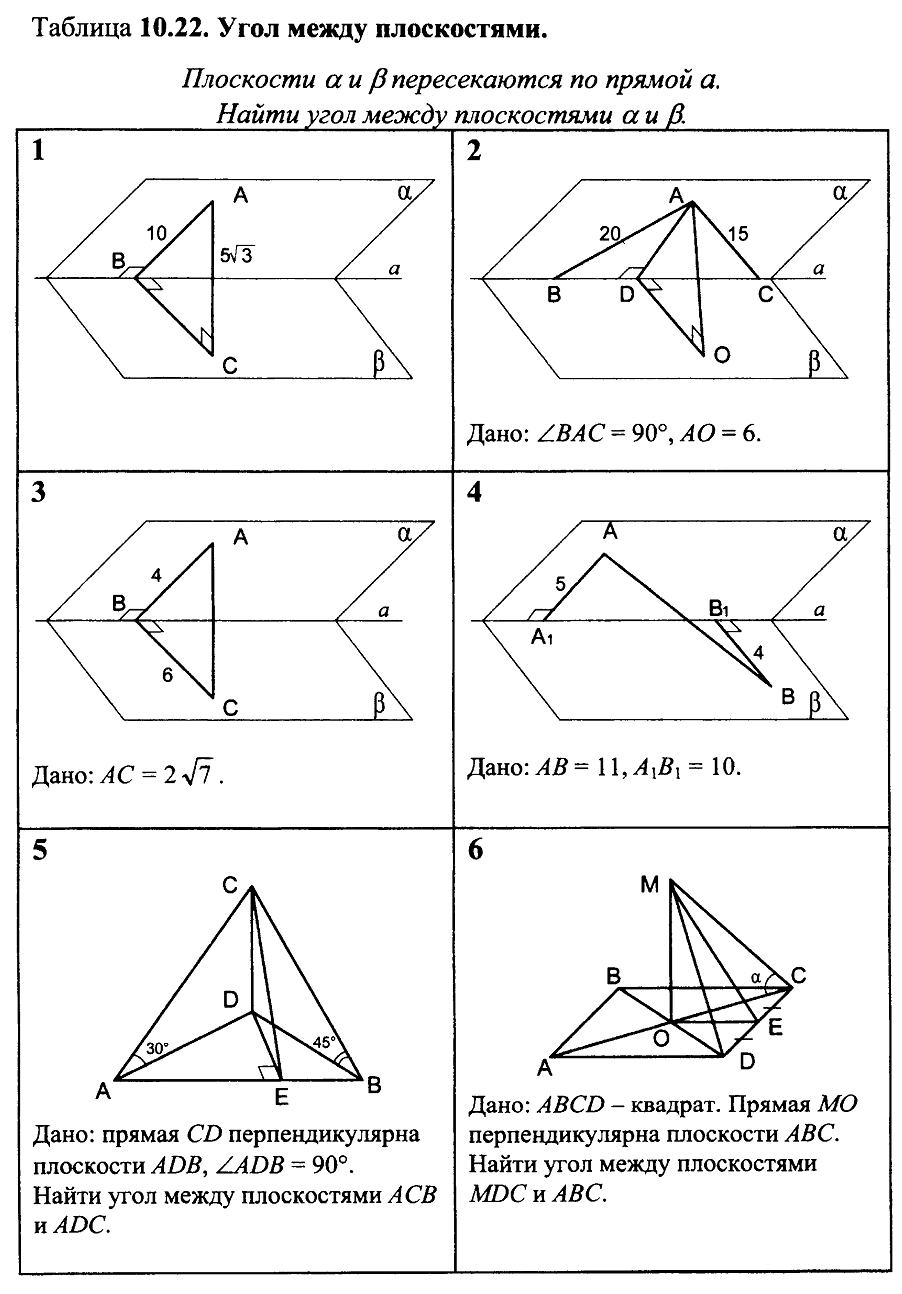 Таблица 10.22. Угол между плоскостями.
Плоскости α и β пересекаются по прямой a.
Найти угол между плоскостями α и β.
1
A
α
10
5√3
B
a
C
β
2
A
α
20
15
a
B
D
C
O
β
Дано: ∠BAC = 90°, AO = 6.
3
A
α
4
B
a
6
C
β
Дано: AC = 2√7 .
4
A
α
5
B₁
a
A₁
4
B
β
Дано: AB = 11, A₁B₁ = 10.
5
C
D
30°
45°
A
E
B
Дано: прямая CD перпендикулярна
плоскости ADB, ∠ADB = 90°.
Найти угол между плоскостями ACB
и ADC.
6
M
B
α
C
O
E
A
D
Дано: ABCD – квадрат. Прямая MO
перпендикулярна плоскости ABC.
Найти угол между плоскостями
MDC и ABC.